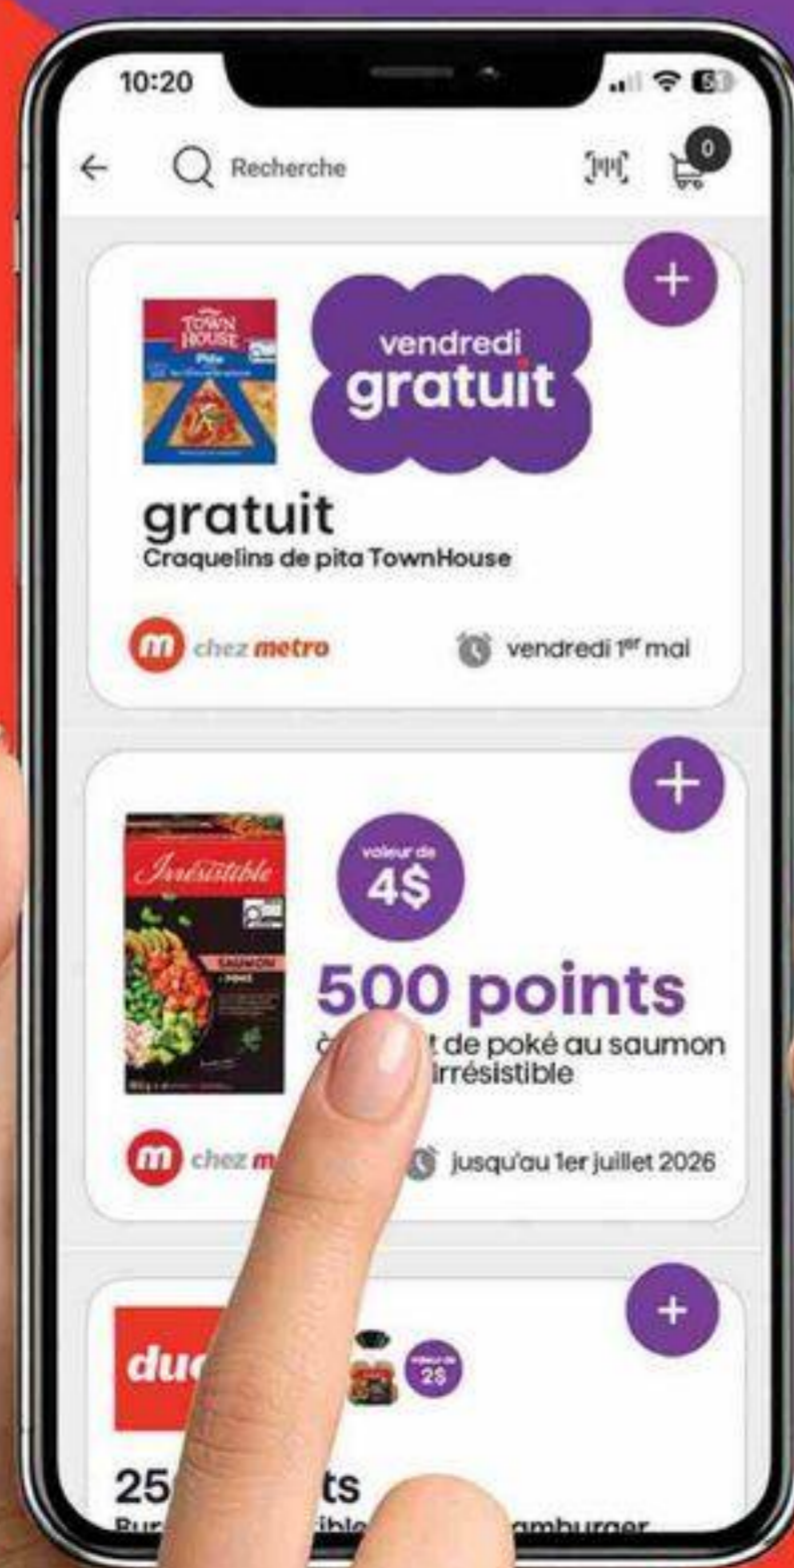 10:20
Recherche
0
TOWN
HOUSE
Pita
vendredi
gratuit
gratuit
Craquelins de pita TownHouse
m chez metro
vendredi 1er mai
Irrésistible
SAUMON
valeur de
4$
500 points
de poké au saumon
irrésistible
m chez
jusqu'au 1er juillet 2026
valeur de
2$